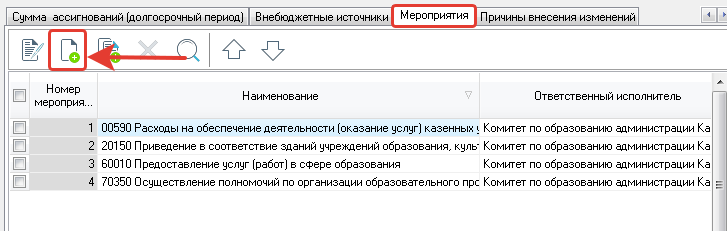 Сумма ассигнований (долгосрочный период) Внебюджетные источники Мероприятия Причины внесения изменений
Номер мероприя... Наименование Ответственный исполнитель
1 00590 Расходы на обеспечение деятельности (оказание услуг) казенных у Комитет по образованию администрации Ка
2 20150 Приведение в соответствие зданий учреждений образования, куль Комитет по образованию администрации Ка
3 60010 Предоставление услуг (работ) в сфере образования Комитет по образованию администрации Ка
4 70350 Осуществление полномочий по организации образовательного про Комитет по образованию администрации Ка